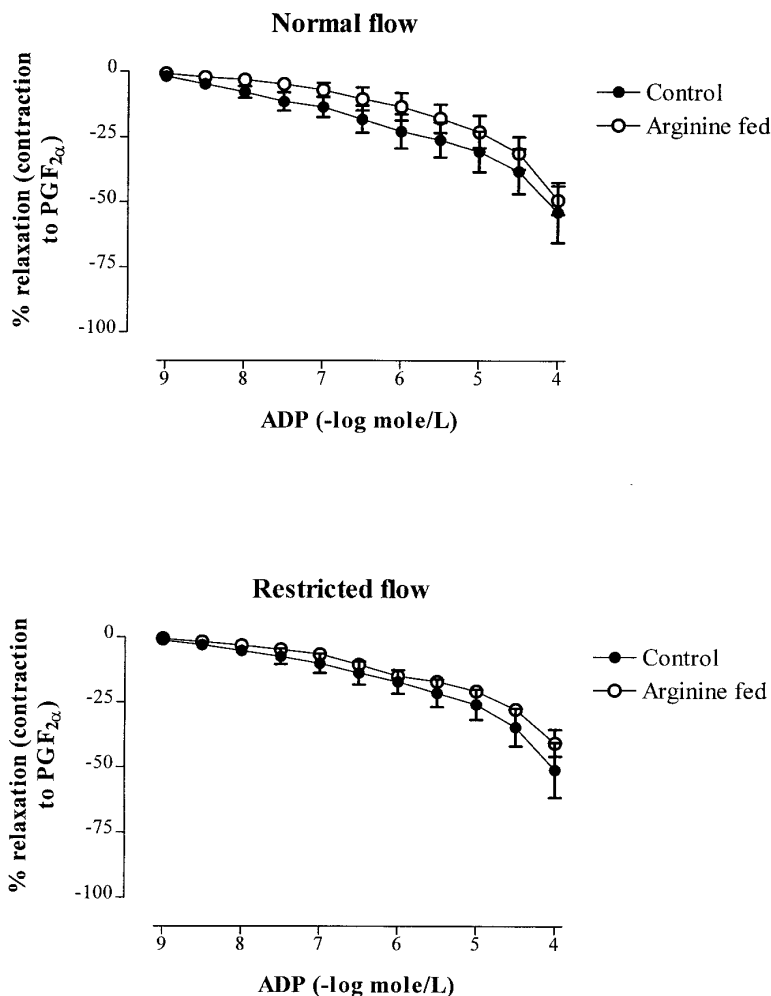 Normal flow
0
-25
-50
-75
-100
% relaxation (contraction
to PGF2α)
Control
Arginine fed
9 8 7 6 5 4
ADP (-log mole/L)
Restricted flow
0
-25
-50
-75
-100
% relaxation (contraction
to PGF2α)
Control
Arginine fed
9 8 7 6 5 4
ADP (-log mole/L)